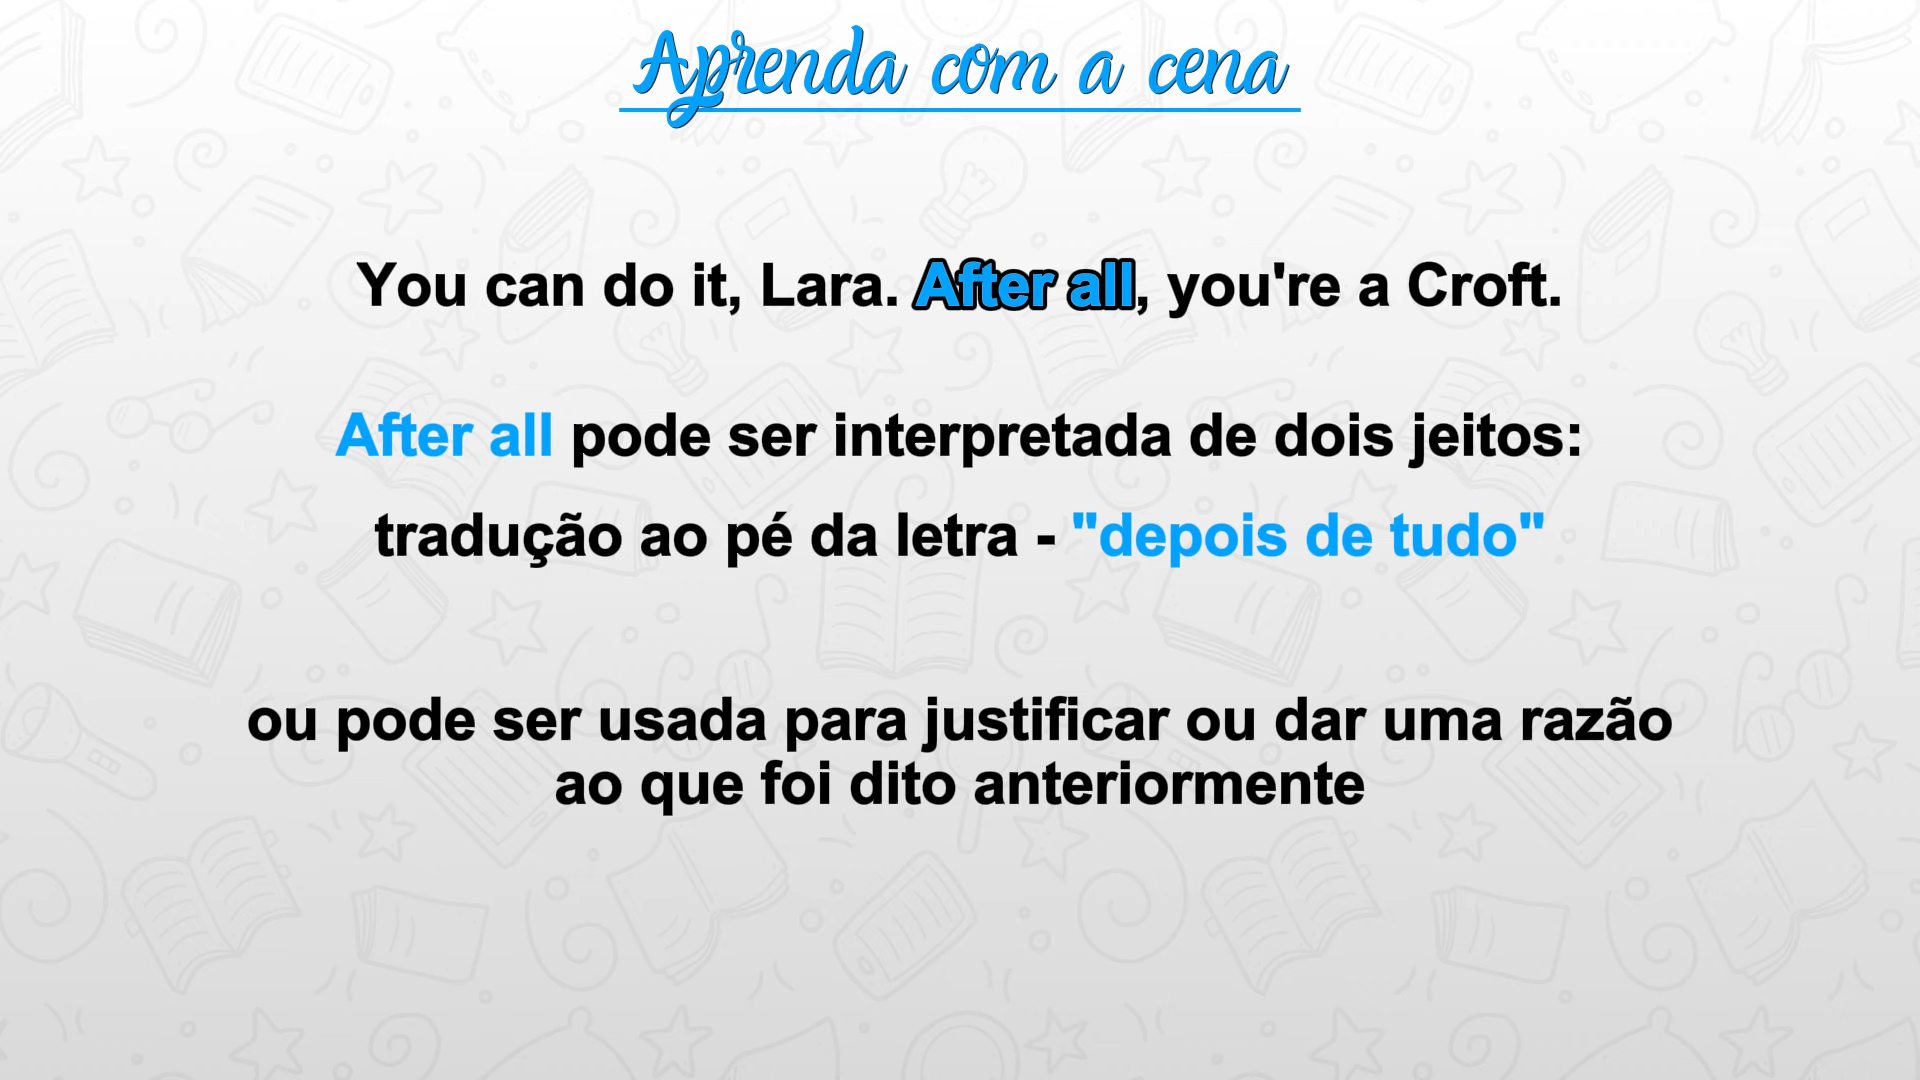 Aprenda com a cena
You can do it, Lara. After all, you're a Croft.
After all pode ser interpretada de dois jeitos:
tradução ao pé da letra - "depois de tudo"
ou pode ser usada para justificar ou dar uma razão
ao que foi dito anteriormente